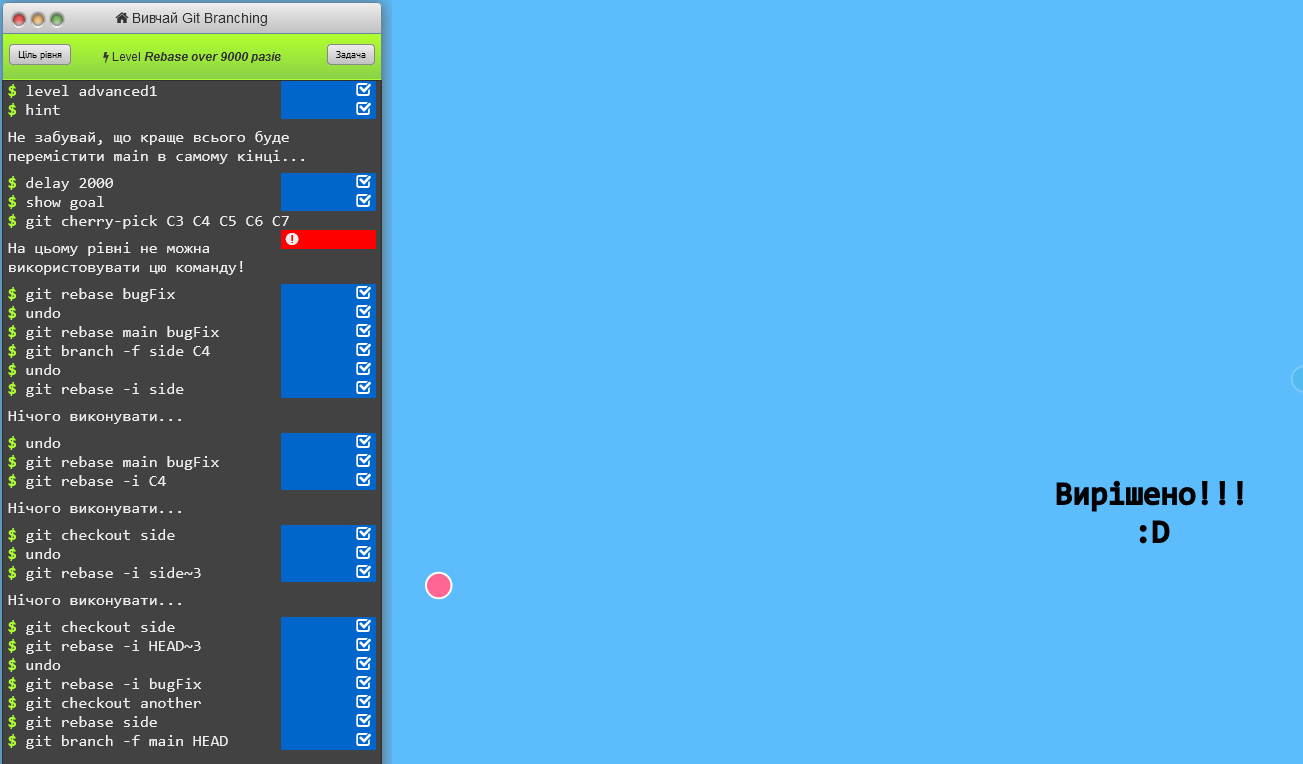 Вивчай Git Branching
Ціль рівня
Level Rebase over 9000 разів
Задача
$ level advanced1
$ hint
Не забувай, що краще всього буде
перемістити main в самому кінці...
$ delay 2000
$ show goal
$ git cherry-pick C3 C4 C5 C6 C7
На цьому рівні не можна
використовувати цю команду!
$ git rebase bugFix
$ undo
$ git rebase main bugFix
$ git branch -f side C4
$ undo
$ git rebase -i side
Нічого виконувати...
$ undo
$ git rebase main bugFix
$ git rebase -i C4
Нічого виконувати...
$ git checkout side
$ undo
$ git rebase -i side~3
Нічого виконувати...
$ git checkout side
$ git rebase -i HEAD~3
$ undo
$ git rebase -i bugFix
$ git checkout another
$ git rebase side
$ git branch -f main HEAD
Вирішено!!!
:D